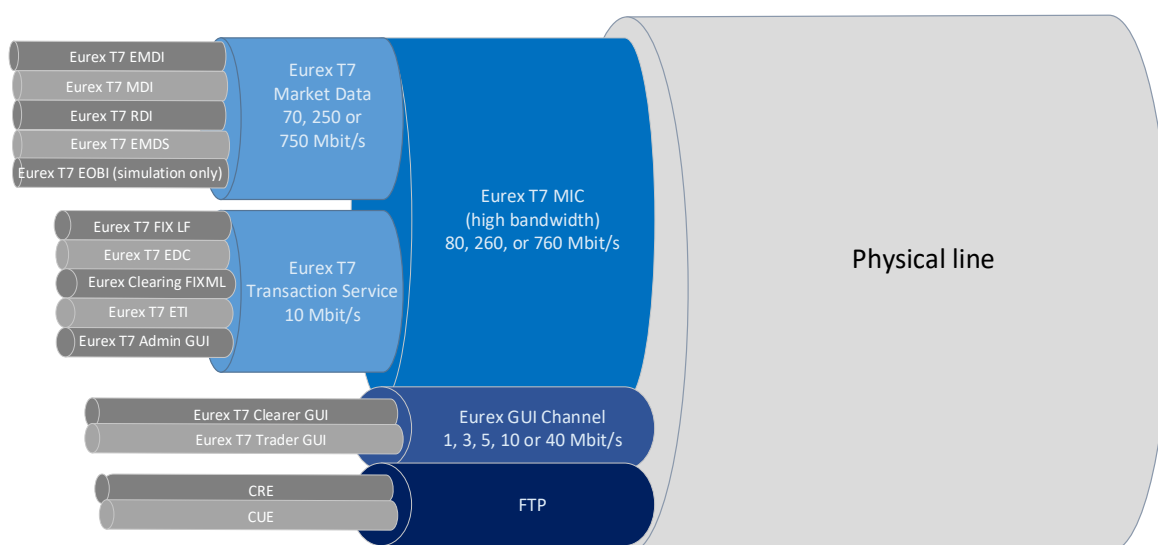 Eurex T7 EMDI
Eurex T7 MDI
Eurex T7 RDI
Eurex T7 EMDS
Eurex T7 EOBI (simulation only)
Eurex T7
Market Data
70, 250 or
750 Mbit/s
Eurex T7 FIX LF
Eurex T7 EDC
Eurex Clearing FIXML
Eurex T7 ETI
Eurex T7 Admin GUI
Eurex T7
Transaction Service
10 Mbit/s
Eurex T7 MIC
(high bandwidth)
80, 260, or 760 Mbit/s
Eurex T7 Clearer GUI
Eurex T7 Trader GUI
Eurex GUI Channel
1, 3, 5, 10 or 40 Mbit/s
CRE
CUE
FTP
Physical line